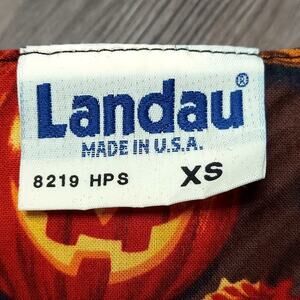 Landau®
MADE IN U.S.A.
8219 HPS XS